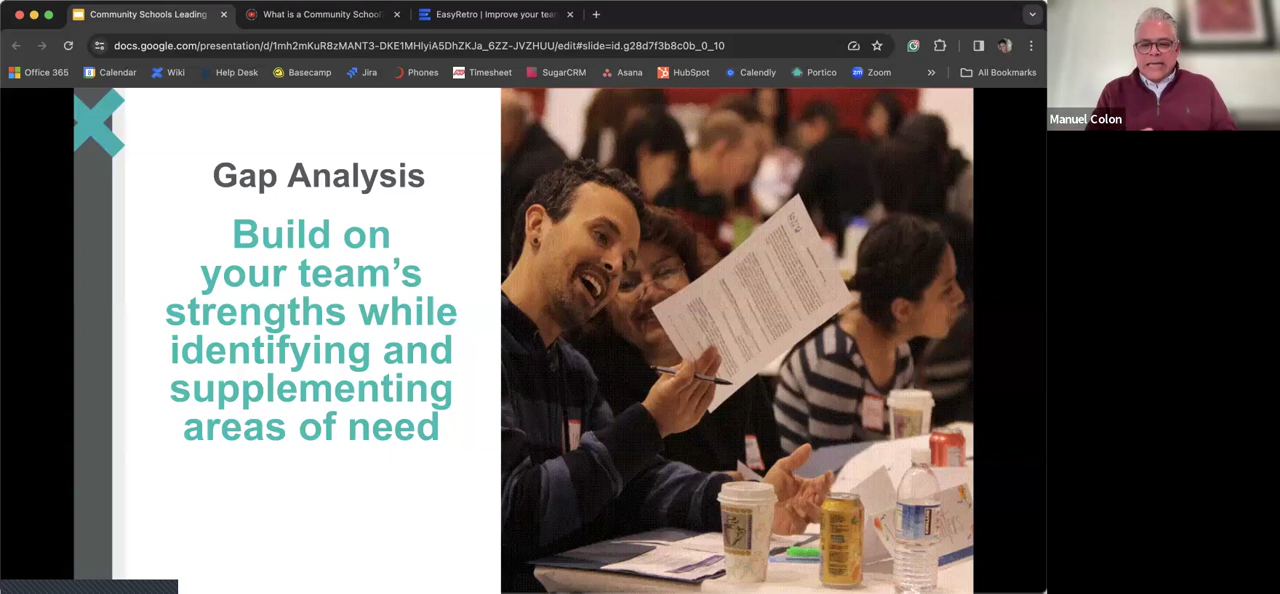 Community Schools Leading
What is a Community School
EasyRetro | Improve your tear
docs.google.com/presentation/d/1mh2mKuR8zMANT3-DKE1MHlyiA5DhZKJa_6ZZ-JVZHUU/edit#slide=id.g28d7f3b8c0b_0_10
Office 365 Calendar Wiki Help Desk Basecamp Jira Phones Timesheet SugarCRM Asana HubSpot Calendly Portico Zoom » All Bookmarks
Manuel Colon
Gap Analysis
Build on
your team’s
strengths while
identifying and
supplementing
areas of need